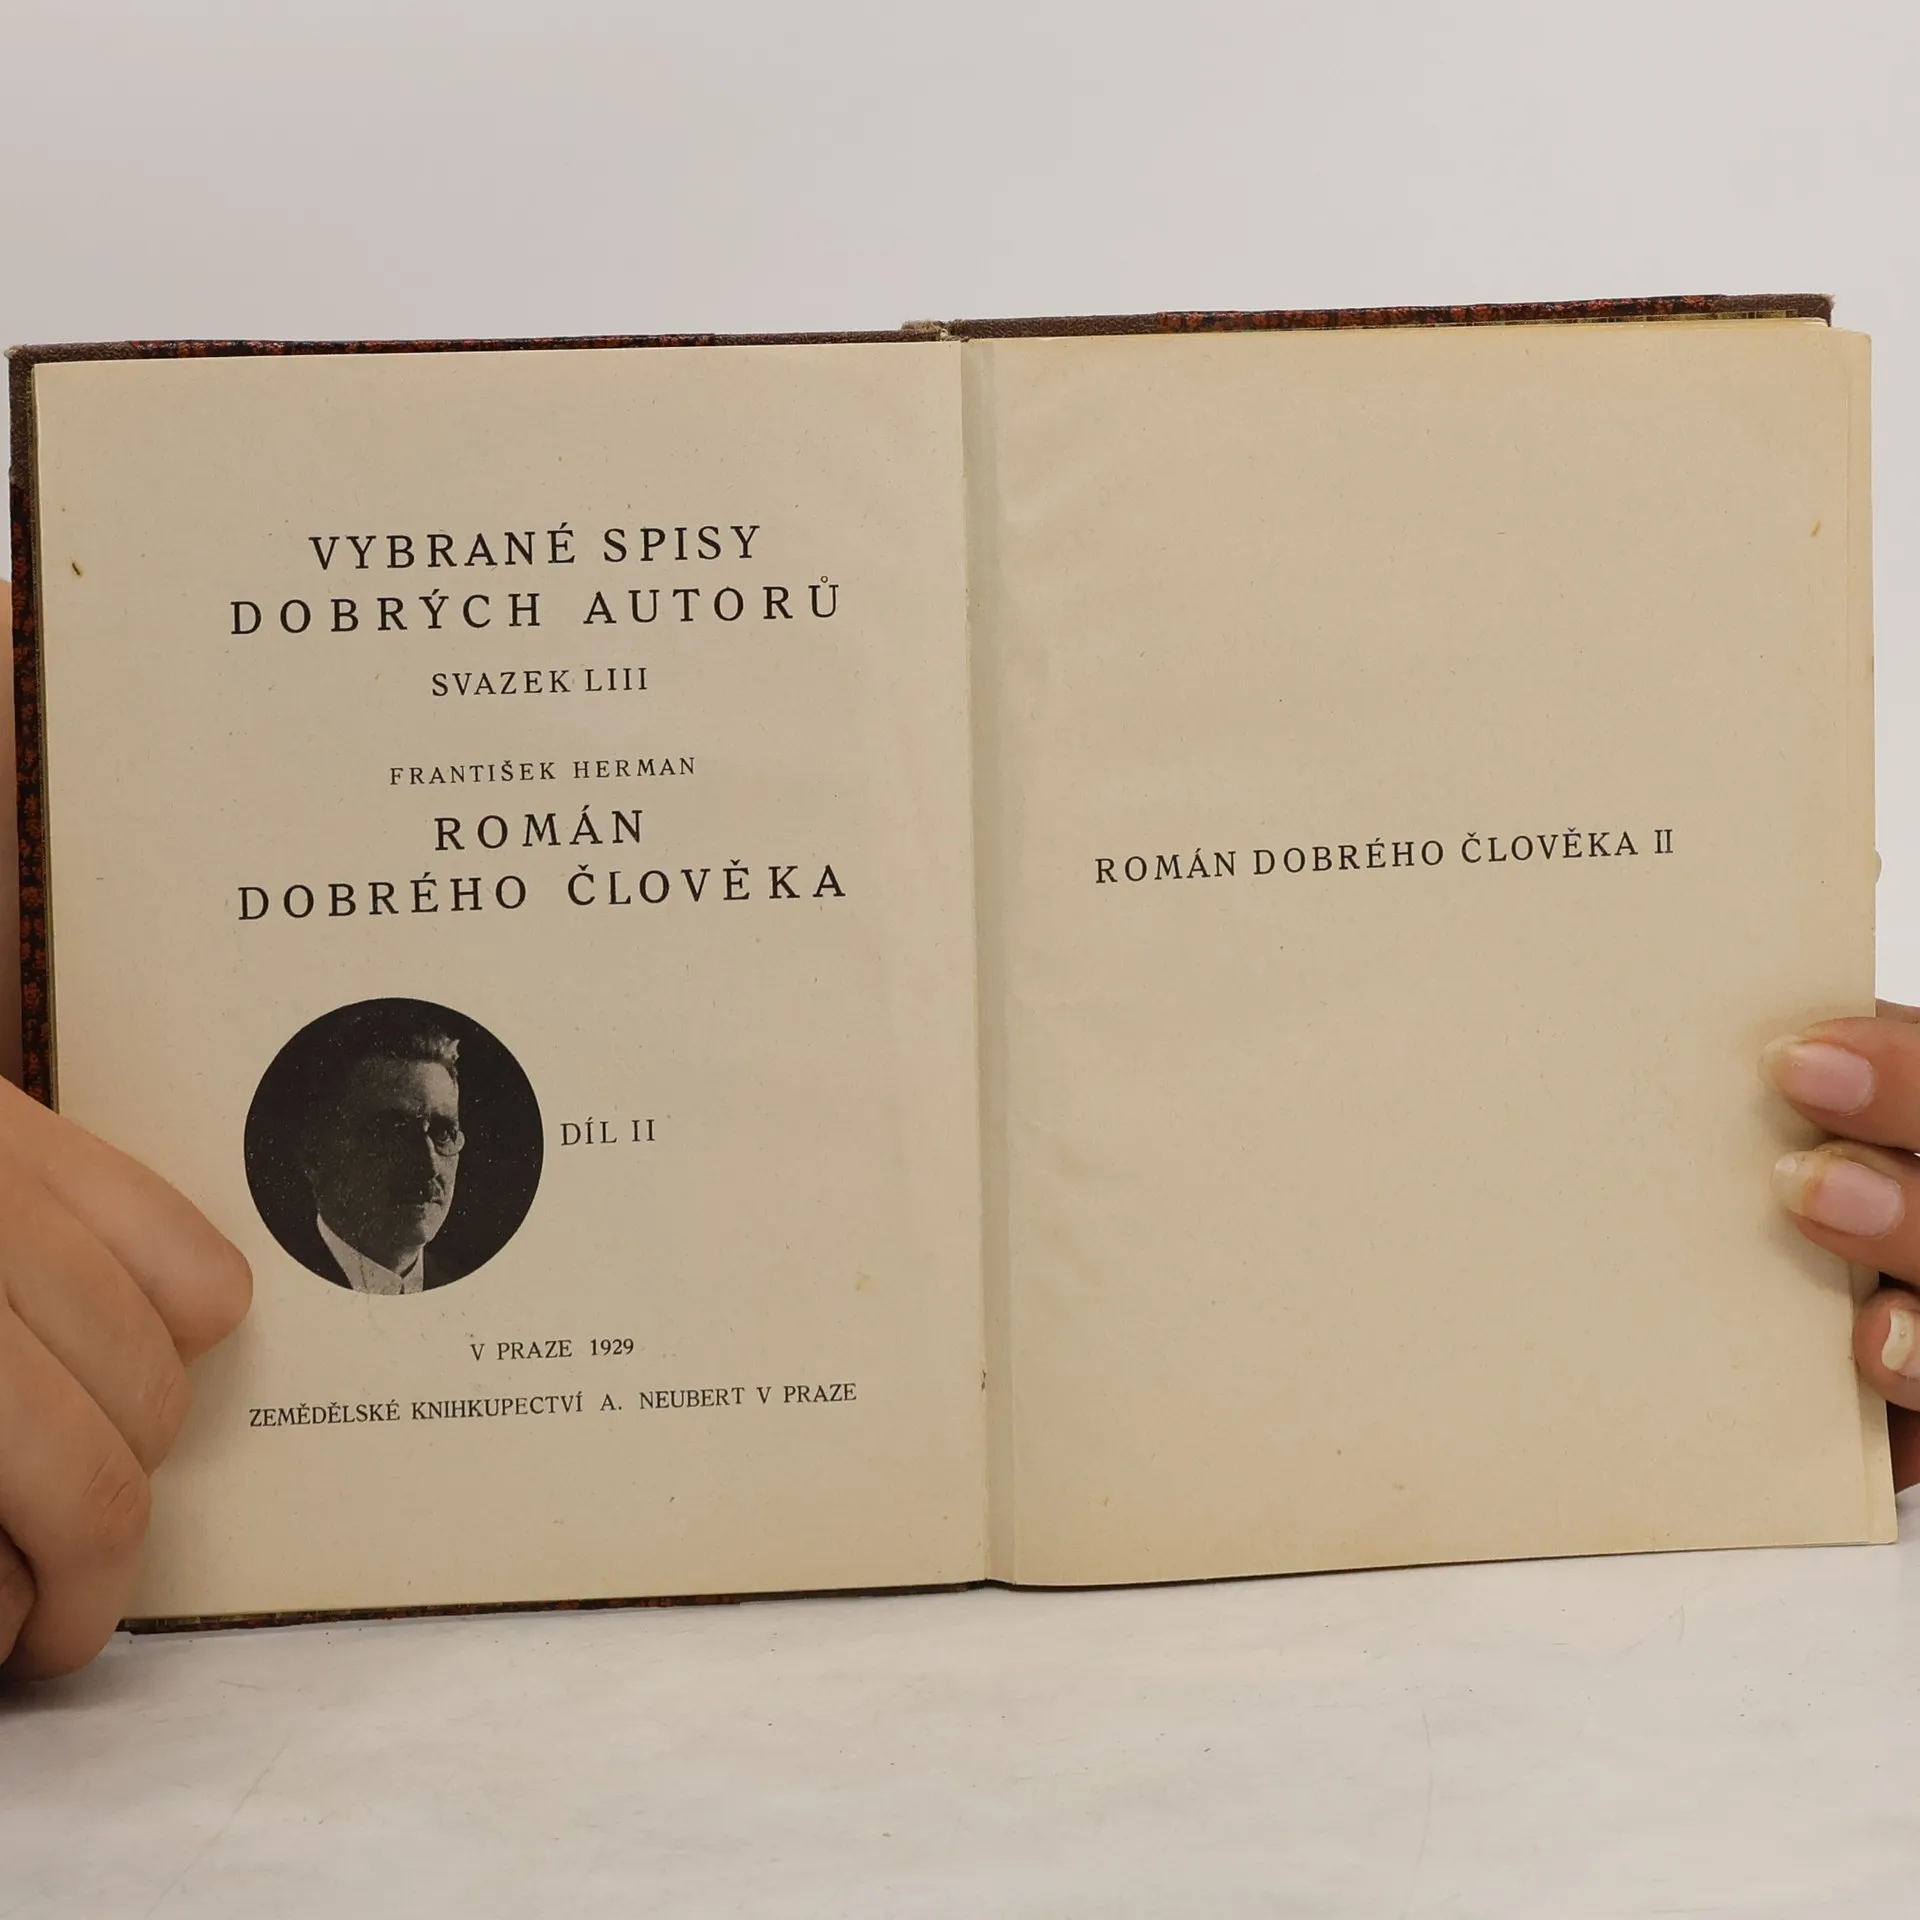 VYBRANÉ SPISY
DOBRÝCH AUTORŮ
SVAZEK LIII
FRANTIŠEK HERMAN
ROMÁN
DOBRÉHO ČLOVĚKA
DÍL II
V PRAZE 1929
ZEMĚDĚLSKÉ KNIHKUPECTVÍ A. NEUBERT V PRAZE
ROMÁN DOBRÉHO ČLOVĚKA II